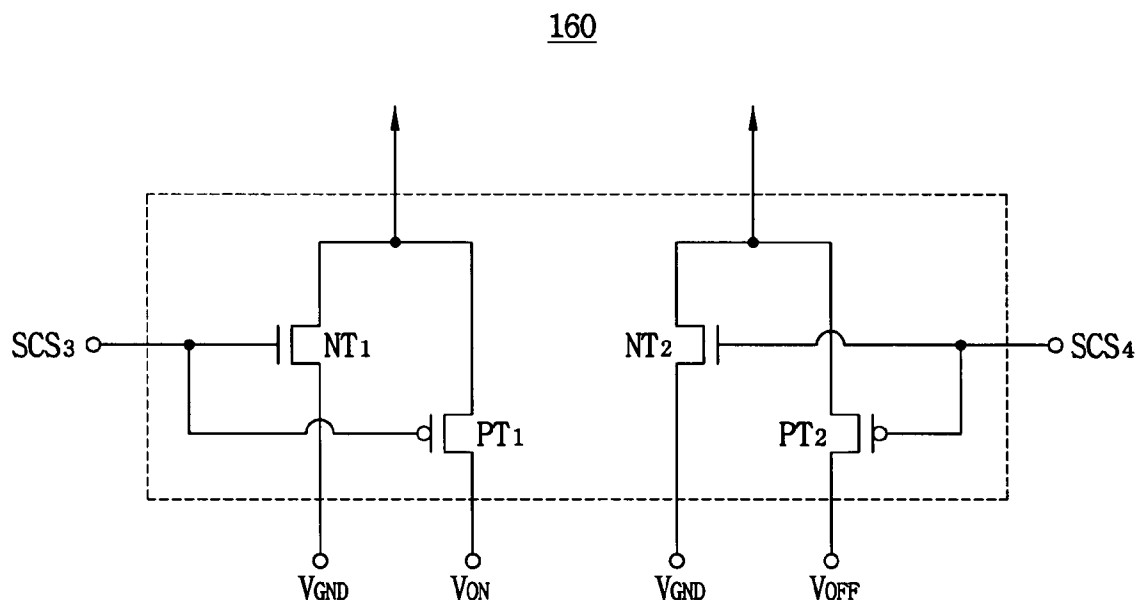 160
SCS3
NT1
NT2
SCS4
PT1
PT2
VGND
VON
VGND
VOFF